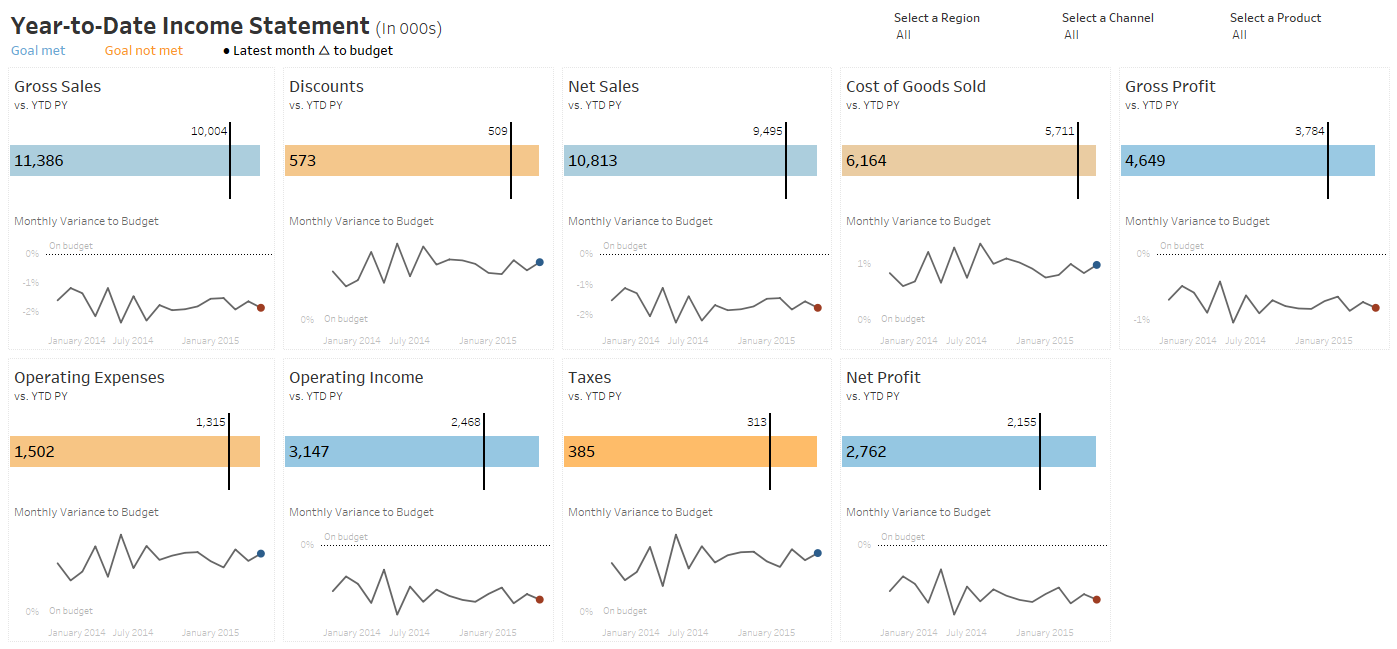 Year-to-Date Income Statement (In 000s)
Goal met Goal not met ● Latest month △ to budget
Select a Region
All
Select a Channel
All
Select a Product
All
Gross Sales
vs. YTD PY
10,004
11,386
Monthly Variance to Budget
On budget
0%
-1%
-2%
January 2014 July 2014 January 2015
Discounts
vs. YTD PY
509
573
Monthly Variance to Budget
0% On budget
January 2014 July 2014 January 2015
Net Sales
vs. YTD PY
9,495
10,813
Monthly Variance to Budget
On budget
0%
-1%
-2%
January 2014 July 2014 January 2015
Cost of Goods Sold
vs. YTD PY
5,711
6,164
Monthly Variance to Budget
1%
0% On budget
January 2014 July 2014 January 2015
Gross Profit
vs. YTD PY
3,784
4,649
Monthly Variance to Budget
On budget
0%
-1%
January 2014 July 2014 January 2015
Operating Expenses
vs. YTD PY
1,315
1,502
Monthly Variance to Budget
0% On budget
January 2014 July 2014 January 2015
Operating Income
vs. YTD PY
2,468
3,147
Monthly Variance to Budget
On budget
0%
January 2014 July 2014 January 2015
Taxes
vs. YTD PY
313
385
Monthly Variance to Budget
0% On budget
January 2014 July 2014 January 2015
Net Profit
vs. YTD PY
2,155
2,762
Monthly Variance to Budget
On budget
0%
January 2014 July 2014 January 2015